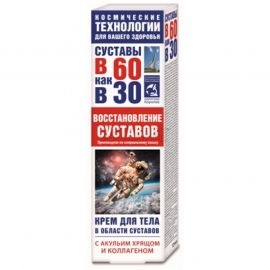 КОСМИЧЕСКИЕ
ТЕХНОЛОГИИ
ДЛЯ ВАШЕГО ЗДОРОВЬЯ
СУСТАВЫ
В 60
как
В 30
ВОССТАНОВЛЕНИЕ
СУСТАВОВ
КРЕМ ДЛЯ ТЕЛА
В ОБЛАСТИ СУСТАВОВ
С АКУЛЬИМ ХРЯЩОМ
И КОЛЛАГЕНОМ